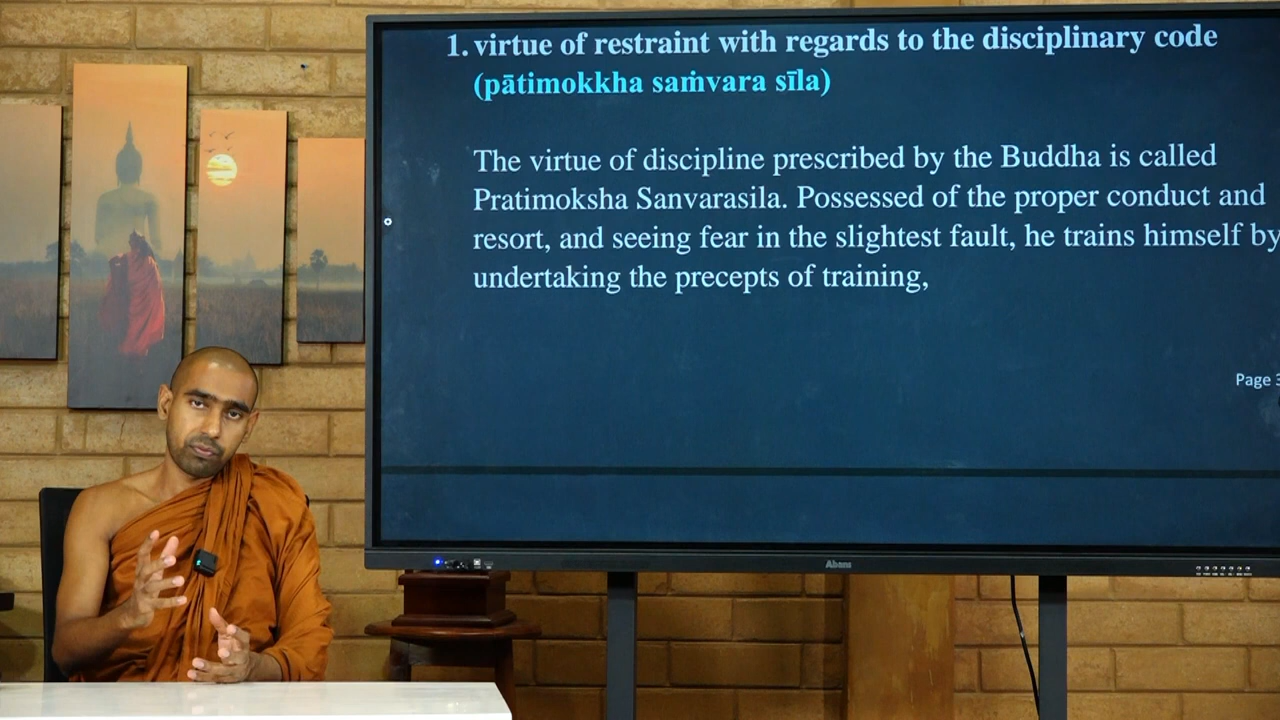 1. virtue of restraint with regards to the disciplinary code
(pātimokkha saṁvara sīla)
The virtue of discipline prescribed by the Buddha is called
Pratimoksha Sanvarasila. Possessed of the proper conduct and
resort, and seeing fear in the slightest fault, he trains himself by
undertaking the precepts of training,
Page 3
Abans